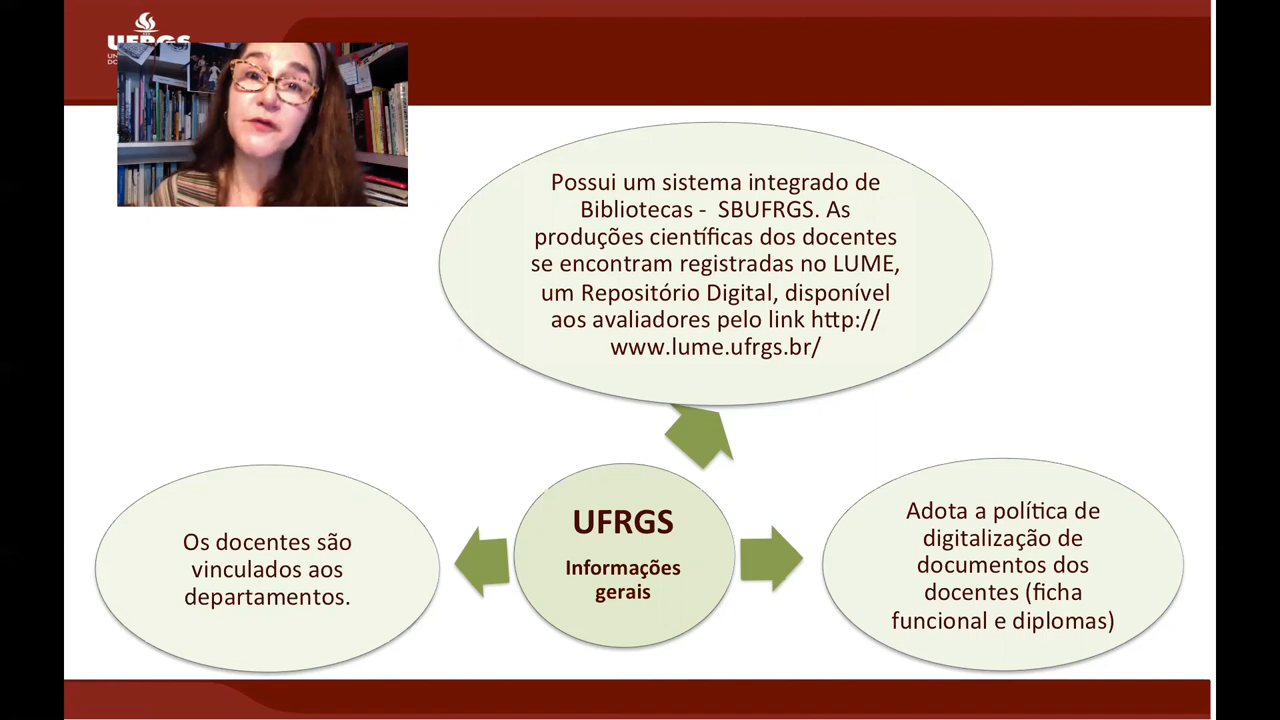 UFRGS
Possui um sistema integrado de
Bibliotecas - SBUFRGS. As
produções científicas dos docentes
se encontram registradas no LUME,
um Repositório Digital, disponível
aos avaliadores pelo link http://
www.lume.ufrgs.br/
Os docentes são
vinculados aos
departamentos.
UFRGS
Informações
gerais
Adota a política de
digitalização de
documentos dos
docentes (ficha
funcional e diplomas)